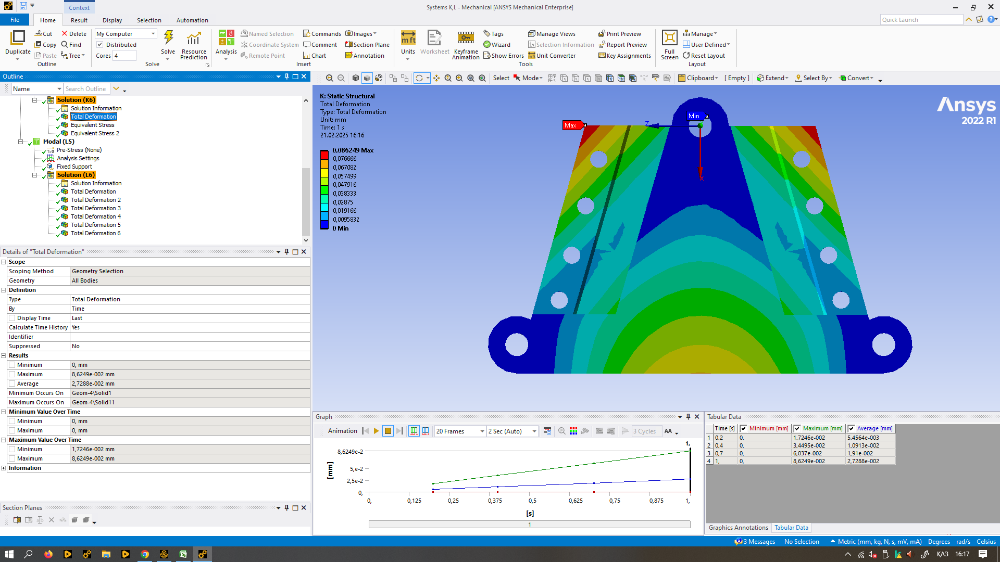 Context
Systems K,L - Mechanical [ANSYS Mechanical Enterprise]
File Home Result Display Selection Automation
Quick Launch
Duplicate
Cut
Copy
Paste
Delete
Find
Tree
Outline
My Computer
Distributed
Cores 4
Solve
Resource Prediction
Solve
Analysis
Named Selection
Coordinate System
Remote Point
Commands
Comment
Chart
Images
Section Plane
Annotation
Insert
Units
Worksheet
Keyframe Animation
Tags
Wizard
Show Errors
Manage Views
Selection Information
Unit Converter
Print Preview
Report Preview
Key Assignments
Tools
Full Screen
Manage
User Defined
Reset Layout
Layout
Outline
Name Search Outline
Solution (K6)
Solution Information
Total Deformation
Equivalent Stress
Equivalent Stress 2
Modal (L5)
Pre-Stress (None)
Analysis Settings
Fixed Support
Solution (L6)
Solution Information
Total Deformation
Total Deformation 2
Total Deformation 3
Total Deformation 4
Total Deformation 5
Total Deformation 6
Details of "Total Deformation"
Scope
Scoping Method Geometry Selection
Geometry All Bodies
Definition
Type Total Deformation
By Time
Display Time Last
Calculate Time History Yes
Identifier
Suppressed No
Results
Minimum 0, mm
Maximum 8,6249e-002 mm
Average 2,7288e-002 mm
Minimum Occurs On Geom-4\Solid1
Maximum Occurs On Geom-4\Solid11
Minimum Value Over Time
Minimum 0, mm
Maximum 0, mm
Maximum Value Over Time
Minimum 1,7246e-002 mm
Maximum 8,6249e-002 mm
Information
Section Planes
Select Mode Clipboard [ Empty ] Extend Select By Convert
K: Static Structural
Total Deformation
Type: Total Deformation
Unit: mm
Time: 1 s
21.02.2025 16:16
0,086249 Max
0,076666
0,067082
0,057499
0,047916
0,038333
0,02875
0,019166
0,0095832
0 Min
Max
Min
Z
X
Ansys
2022 R1
Graph
Animation 20 Frames 2 Sec (Auto) 3 Cycles AA
1,
8,6249e-2
5,e-2
2,5e-2
0,
[mm]
0, 0,125 0,25 0,375 0,5 0,625 0,75 0,875 1,
[s]
1
Tabular Data
Time [s] Minimum [mm] Maximum [mm] Average [mm]
1 0,2 0, 1,7246e-002 5,4564e-003
2 0,4 0, 3,4495e-002 1,0913e-002
3 0,7 0, 6,037e-002 1,91e-002
4 1, 0, 8,6249e-002 2,7288e-002
Graphics Annotations Tabular Data
3 Messages No Selection Metric (mm, kg, N, s, mV, mA) Degrees rad/s Celsius
ҚАЗ 16:17